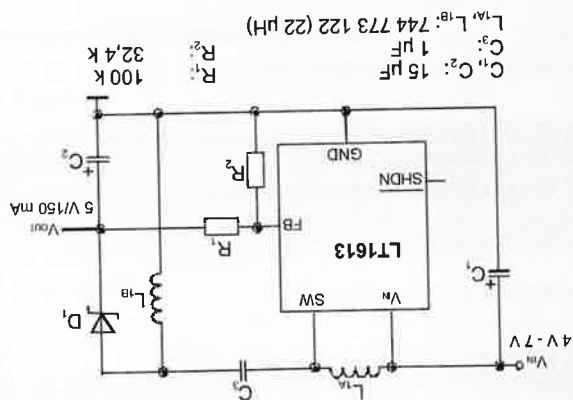 V_IN
4 V - 7 V
L1A
C3
C1
+
V_IN
SW
LT1613
SHDN
GND
FB
R1
R2
L1B
D1
Vout
5 V/150 mA
+
C2
C1, C2: 15 µF
C3: 1 µF
L1A, L1B: 744 773 122 (22 µH)
R1: 100 k
R2: 32,4 k